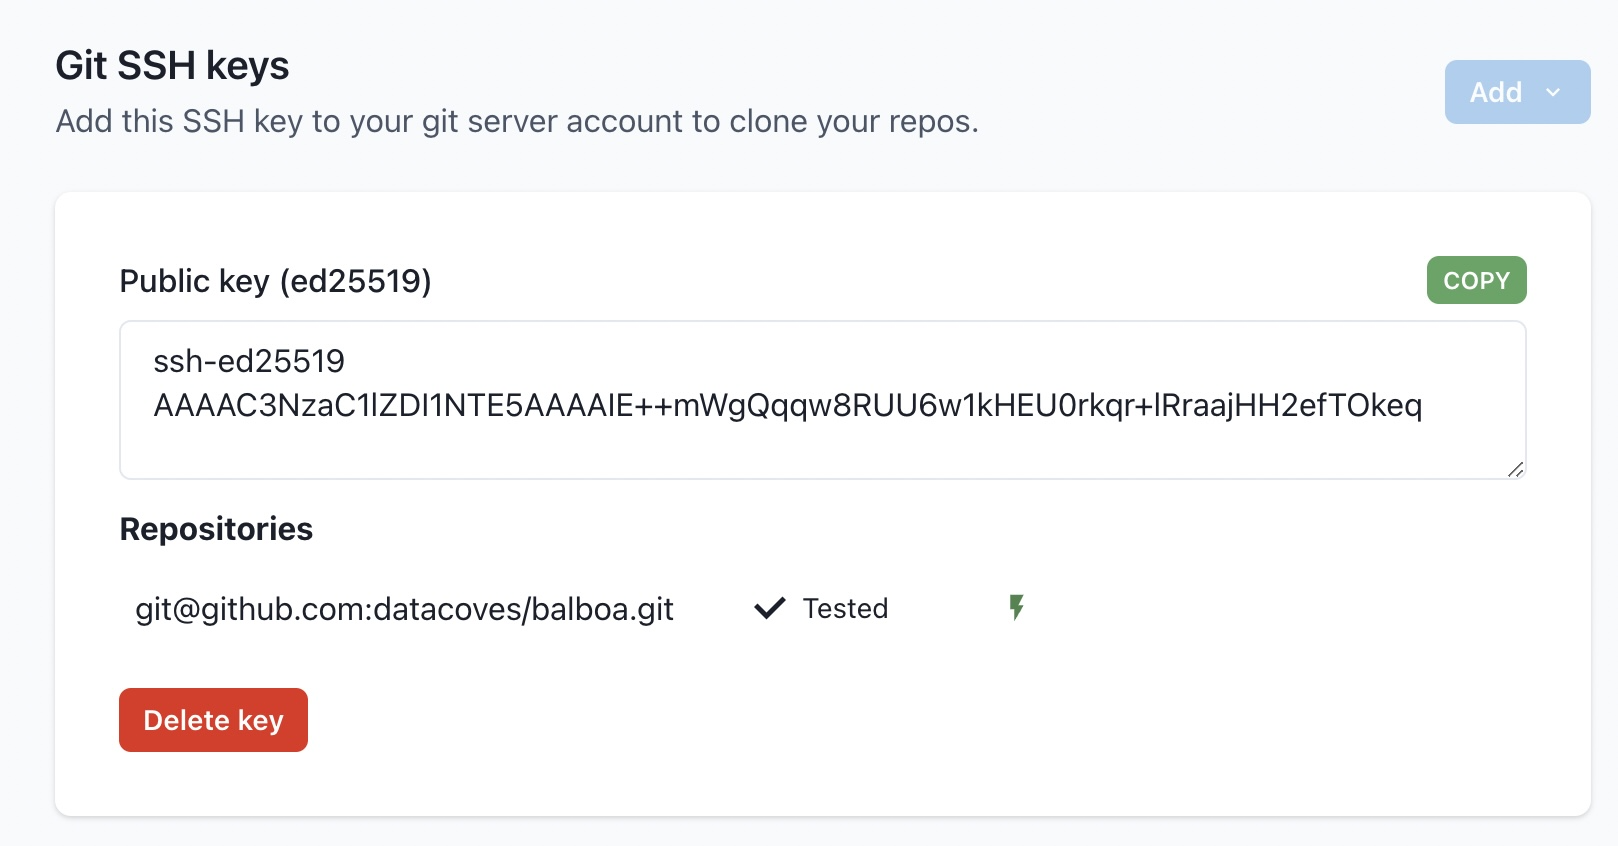 Git SSH keys
Add this SSH key to your git server account to clone your repos.
Add
Public key (ed25519)
COPY
ssh-ed25519
AAAAC3NzaC1lZDI1NTE5AAAAIE++mWgQqqw8RUU6w1kHEU0rkqr+lRraajHH2efTOkeq
Repositories
git@github.com:datacoves/balboa.git
Tested
Delete key